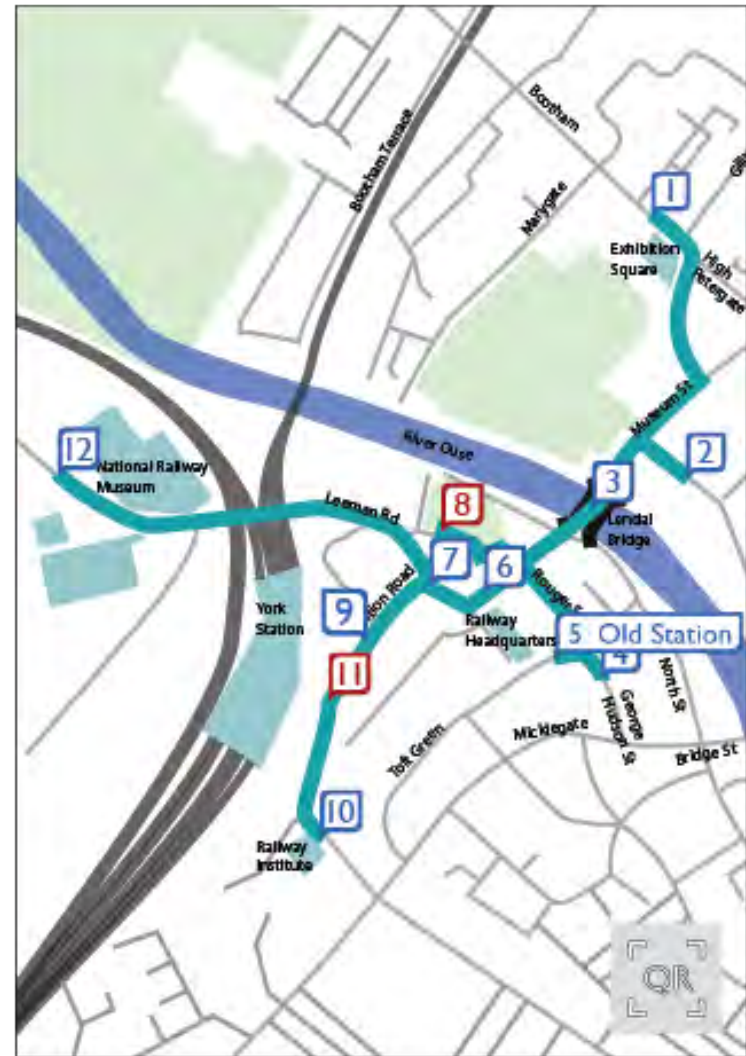 Bootham
Bootham Terrace
Marygate
1
Exhibition
Square
High
Petergate
Museum St
2
River Ouse
12
National Railway
Museum
3
Lendal
Bridge
Leeman Rd
8
7
6
9
York
Station
Railway
Headquarters
5 Old Station
4
11
North St
George
Hudson St
Micklegate
Bridge St
Toft Green
10
Railway
Institute
QR